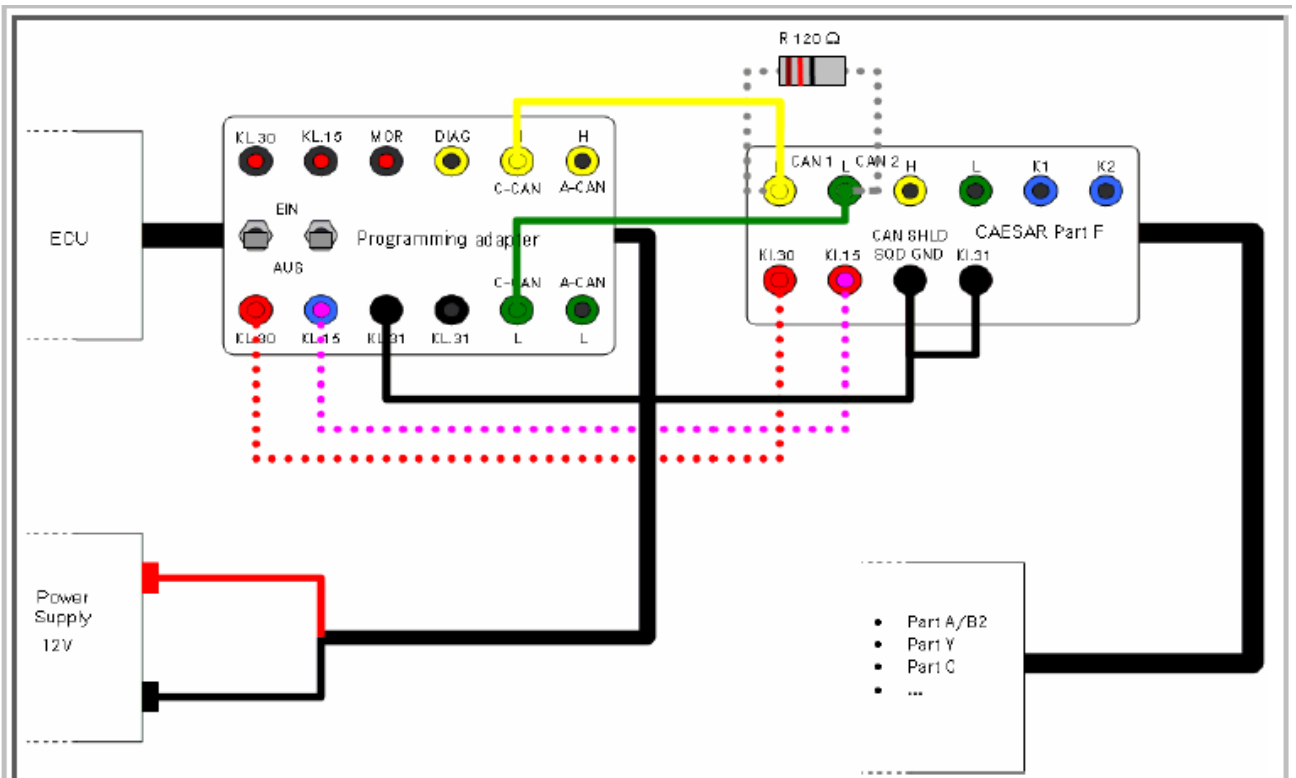 R 120 Ω
KL.30 KL.15 MOR DIAG H
C-CAN A-CAN
EIN
AUS
Programming adapter
C-CAN A-CAN
KL.30 KL.15 KL.31 KL.31 L L
ECU
CAN 1 L CAN 2 H L K1 K2
CAN SHLD
SQD GND
CAESAR Part F
Kl.30 Kl.15 Kl.31
Power
Supply
12V
• Part A/B2
• Part Y
• Part C
• ...